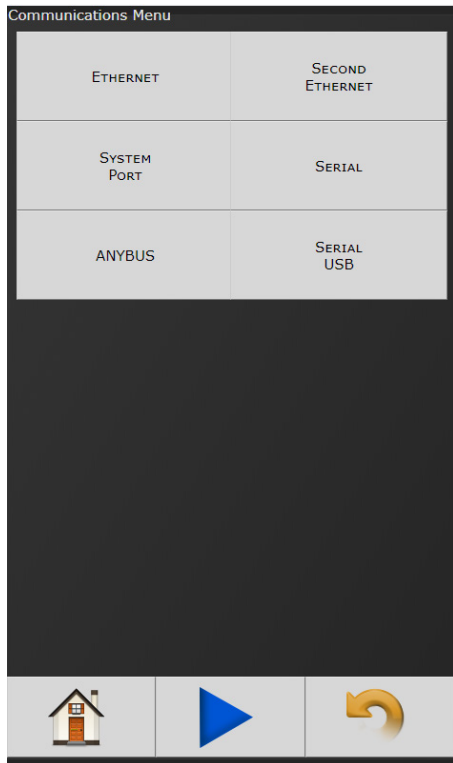 Communications Menu
Ethernet
Second
Ethernet
System
Port
Serial
ANYBUS
Serial
USB